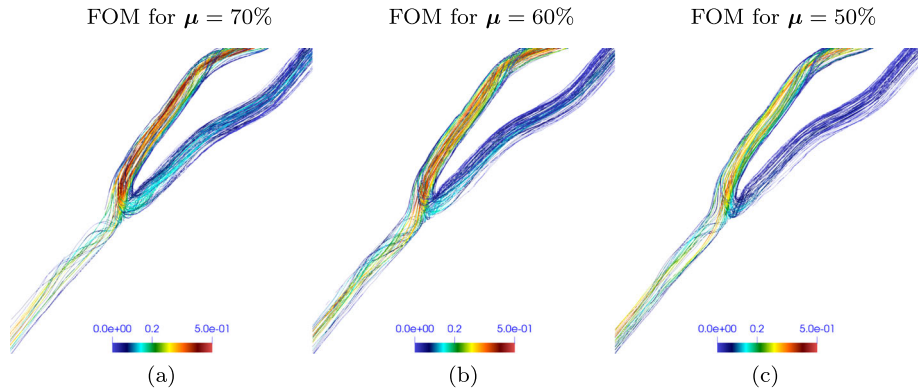 FOM for μ = 70% FOM for μ = 60% FOM for μ = 50%
0.0e+00 0.2 5.0e-01 0.0e+00 0.2 5.0e-01 0.0e+00 0.2 5.0e-01
(a) (b) (c)